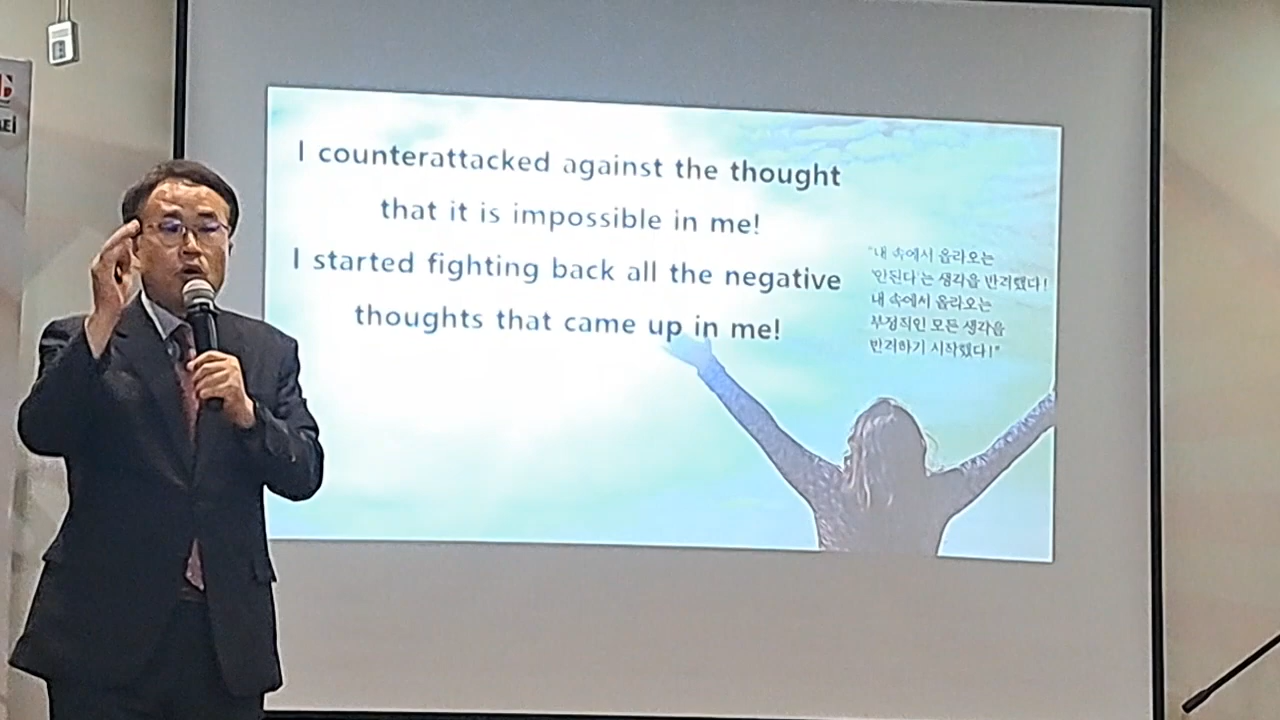 I counterattacked against the thought
that it is impossible in me!
I started fighting back all the negative
thoughts that came up in me!
"내 속에서 올라오는
'안된다'는 생각을 반격했다!
내 속에서 올라오는
부정적인 모든 생각을
반격하기 시작했다!"